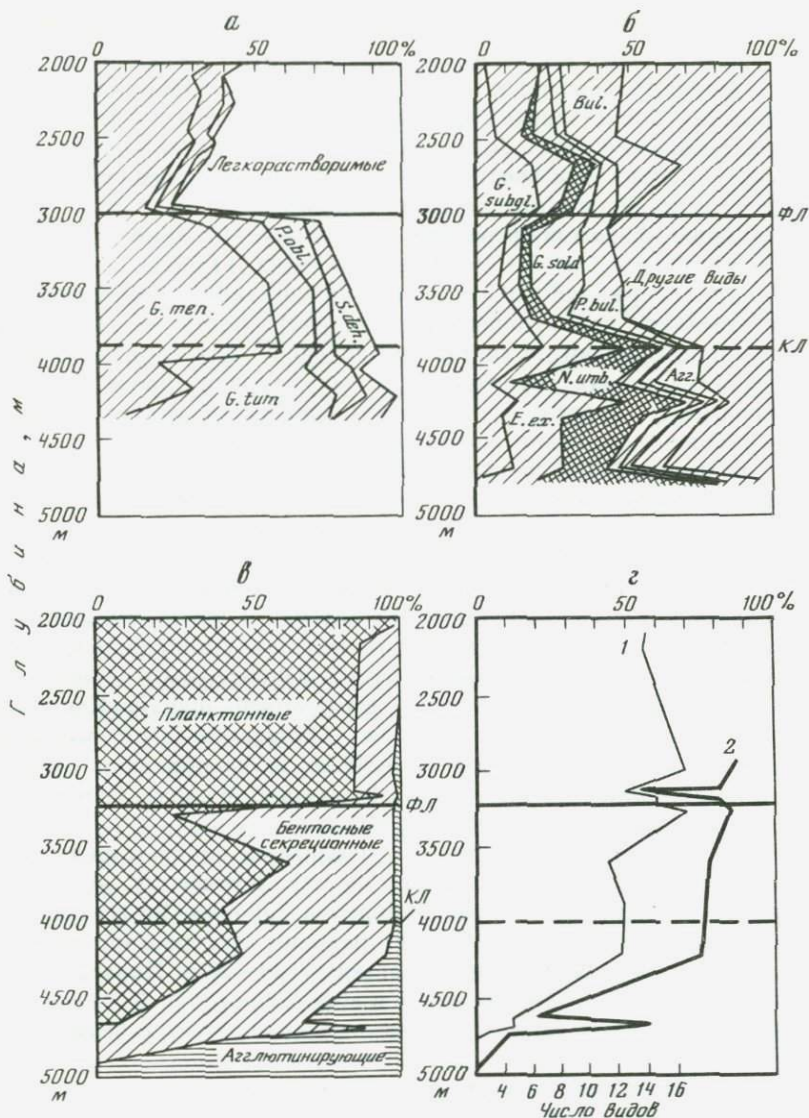 а
0 50 100%
2000
2500
3000
3500
4000
4500
5000
м
Легкорастворимые
P. obl.
S. deh.
G. men.
G. tum
б
0 50 100%
2000
2500
3000
3500
4000
4500
5000
м
Bul.
G. subgl.
ФЛ
G. sold
Другие виды
P. bul.
КЛ
N. umb.
Агг.
E. ex.
Глубина, м
в
0 50 100%
2000
2500
3000
3500
4000
4500
5000
м
Планктонные
ФЛ
Бентосные
секреционные
КЛ
Агглютинирующие
г
0 50 100%
2000
2500
3000
3500
4000
4500
5000
м
1
2
4 6 8 10 12 14 16
Число видов